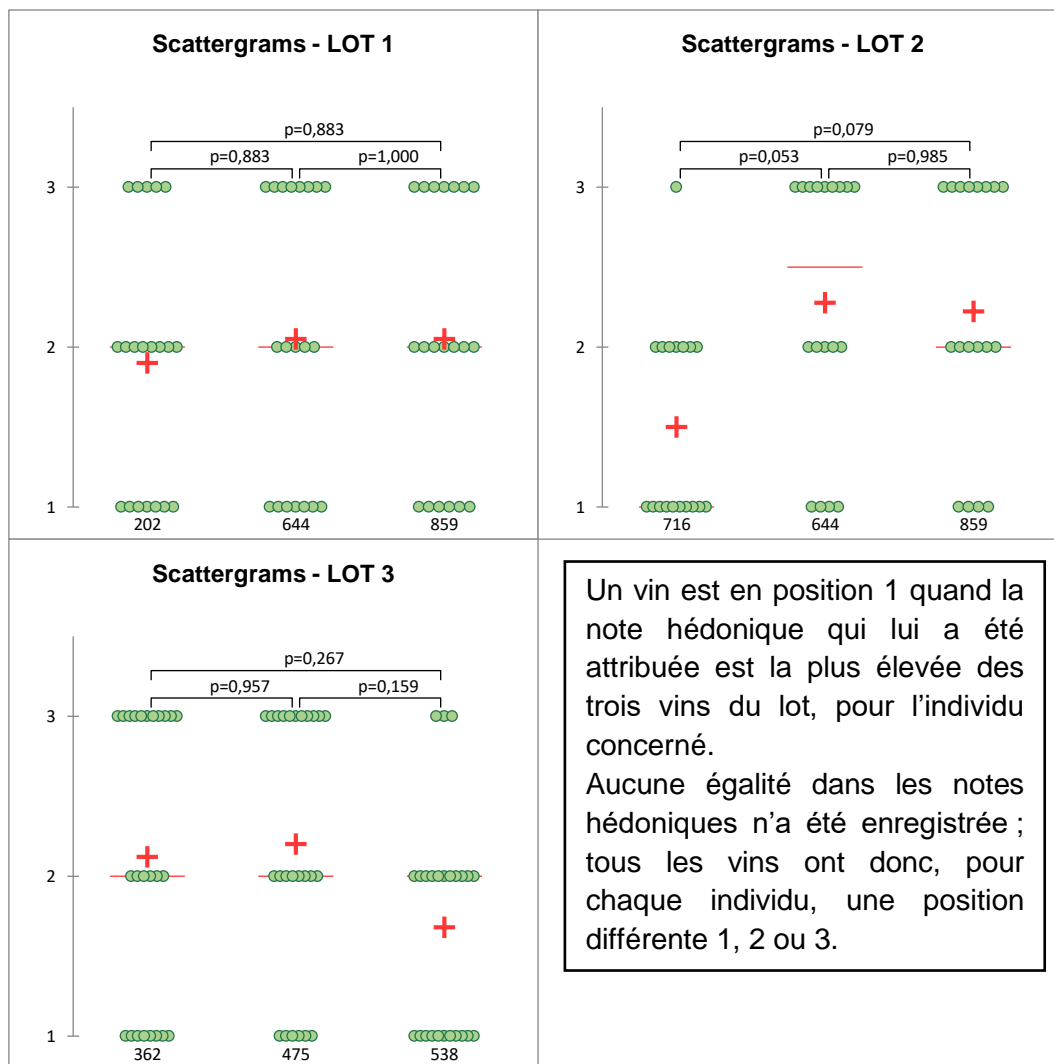 Scattergrams - LOT 1
p=0,883
p=0,883
p=1,000
3
2
1
202
644
859
Scattergrams - LOT 2
p=0,079
p=0,053
p=0,985
3
2
1
716
644
859
Scattergrams - LOT 3
p=0,267
p=0,957
p=0,159
3
2
1
362
475
538
Un vin est en position 1 quand la
note hédonique qui lui a été
attribuée est la plus élevée des
trois vins du lot, pour l’individu
concerné.
Aucune égalité dans les notes
hédoniques n’a été enregistrée ;
tous les vins ont donc, pour
chaque individu, une position
différente 1, 2 ou 3.